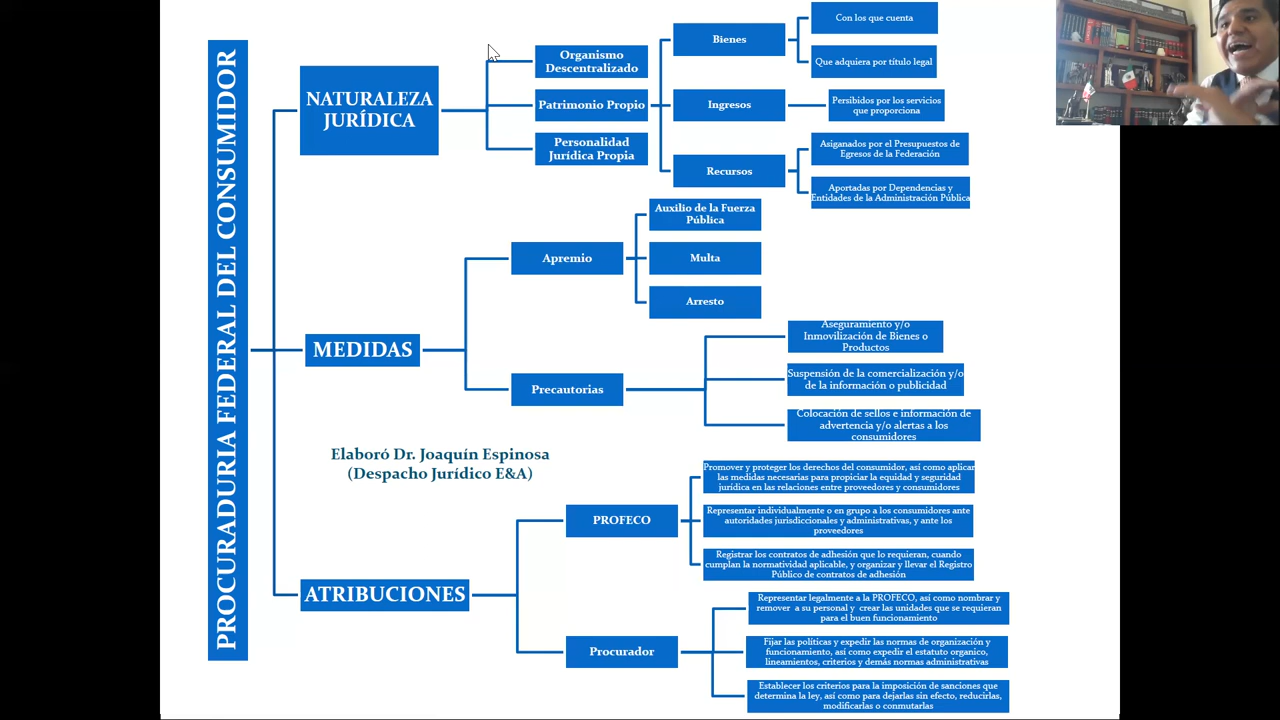 PROCURADURIA FEDERAL DEL CONSUMIDOR
NATURALEZA
JURÍDICA
Organismo
Descentralizado
Patrimonio Propio
Personalidad
Jurídica Propia
Bienes
Con los que cuenta
Que adquiera por título legal
Ingresos
Persibidos por los servicios
que proporciona
Recursos
Asiganados por el Presupuestos de
Egresos de la Federación
Aportadas por Dependencias y
Entidades de la Administración Pública
MEDIDAS
Apremio
Auxilio de la Fuerza
Pública
Multa
Arresto
Precautorias
Aseguramiento y/o
Inmovilización de Bienes o
Productos
Suspensión de la comercialización y/o
de la información o publicidad
Colocación de sellos e información de
advertencia y/o alertas a los
consumidores
Elaboró Dr. Joaquín Espinosa
(Despacho Jurídico E&A)
ATRIBUCIONES
PROFECO
Promover y proteger los derechos del consumidor, así como aplicar
las medidas necesarias para propiciar la equidad y seguridad
jurídica en las relaciones entre proveedores y consumidores
Representar individualmente o en grupo a los consumidores ante
autoridades jurisdiccionales y administrativas, y ante los
proveedores
Registrar los contratos de adhesión que lo requieran, cuando
cumplan la normatividad aplicable, y organizar y llevar el Registro
Público de contratos de adhesión
Procurador
Representar legalmente a la PROFECO, así como nombrar y
remover a su personal y crear las unidades que se requieran
para el buen funcionamiento
Fijar las políticas y expedir las normas de organización y
funcionamiento, así como expedir el estatuto organico,
lineamientos, criterios y demás normas administrativas
Establecer los criterios para la imposición de sanciones que
determina la ley, así como para dejarlas sin efecto, reducirlas,
modificarlas o conmutarlas